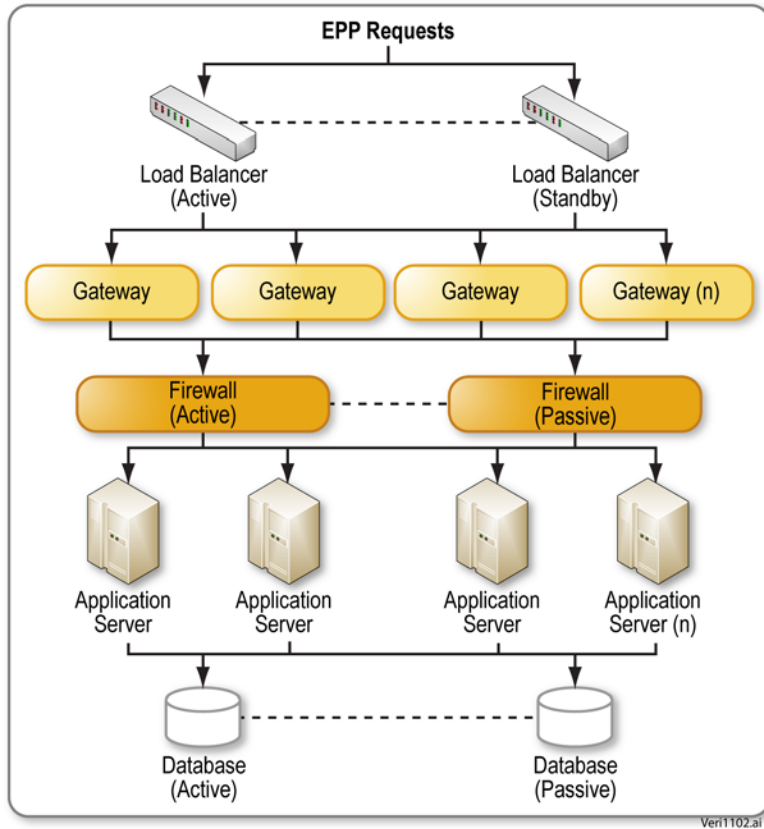 EPP Requests
Load Balancer
(Active)
Load Balancer
(Standby)
Gateway
Gateway
Gateway
Gateway (n)
Firewall
(Active)
Firewall
(Passive)
Application
Server
Application
Server
Application
Server
Application
Server (n)
Database
(Active)
Database
(Passive)
Veri1102.ai